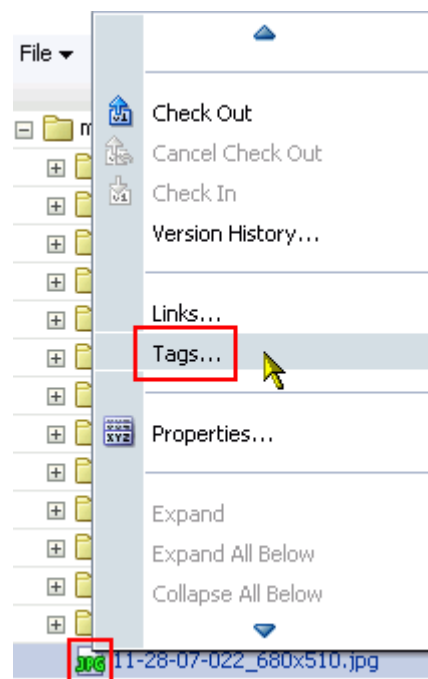 File
m
Check Out
Cancel Check Out
Check In
Version History...
Links...
Tags...
Properties...
Expand
Expand All Below
Collapse All Below
JPG 11-28-07-022_680x510.jpg